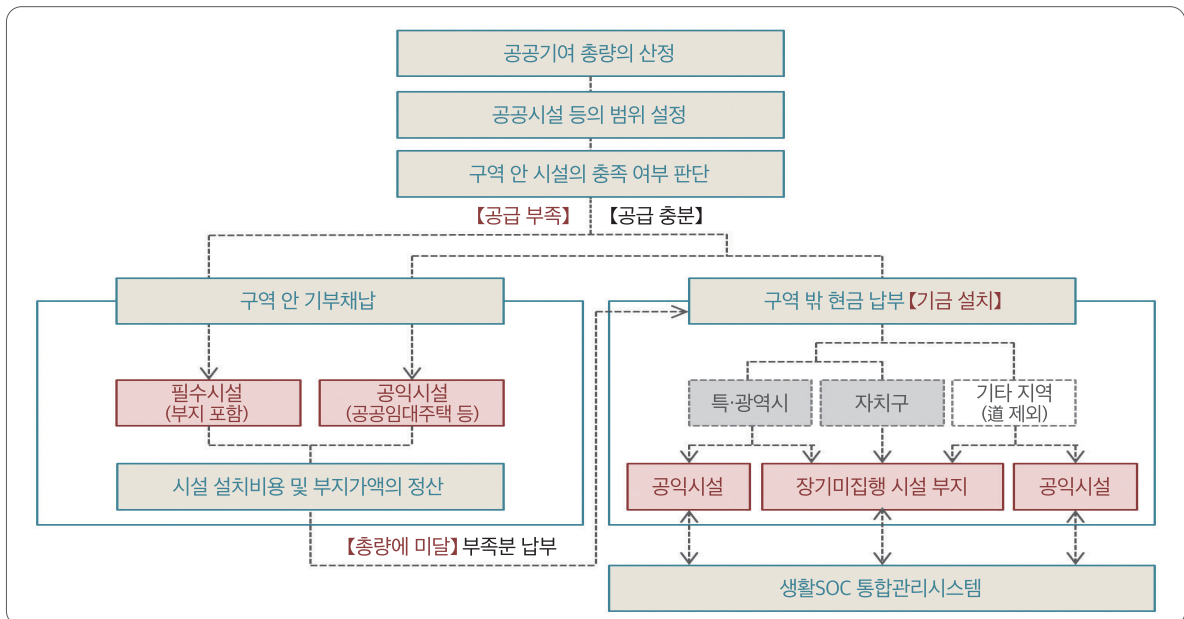 공공기여 총량의 산정
공공시설 등의 범위 설정
구역 안 시설의 충족 여부 판단
【공급 부족】 【공급 충분】
구역 안 기부채납
구역 밖 현금 납부【기금 설치】
필수시설
(부지 포함)
공익시설
(공공임대주택 등)
특·광역시
자치구
기타 지역
(道 제외)
시설 설치비용 및 부지가액의 정산
공익시설
장기미집행 시설 부지
공익시설
【총량에 미달】 부족분 납부
생활SOC 통합관리시스템